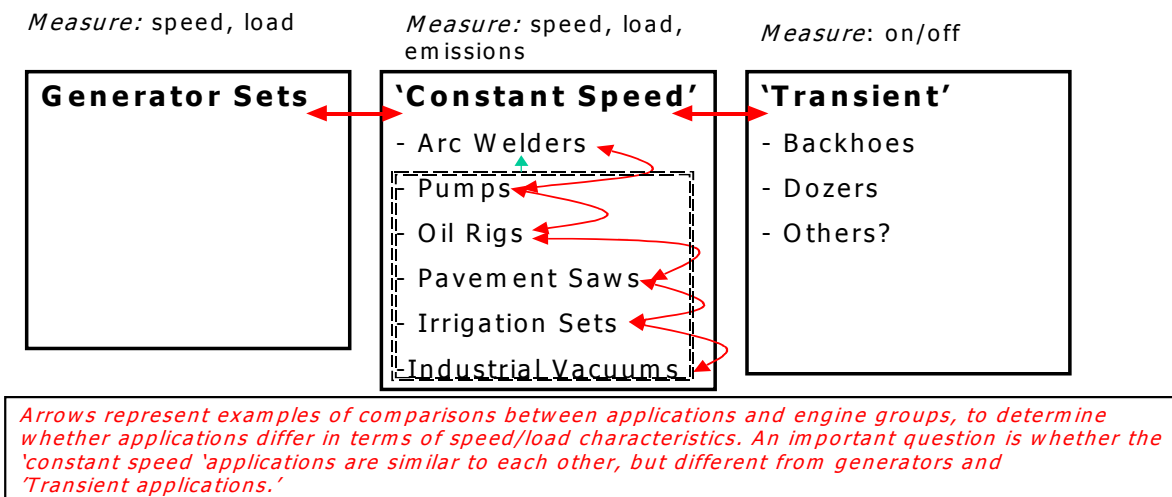 Measure: speed, load
Measure: speed, load,
emissions
Measure: on/off
Generator Sets
‘Constant Speed’
- Arc Welders
- Pumps
- Oil Rigs
- Pavement Saws
- Irrigation Sets
-Industrial Vacuums
‘Transient’
- Backhoes
- Dozers
- Others?
Arrows represent examples of comparisons between applications and engine groups, to determine
whether applications differ in terms of speed/load characteristics. An important question is whether the
‘constant speed ‘applications are similar to each other, but different from generators and
’Transient applications.’